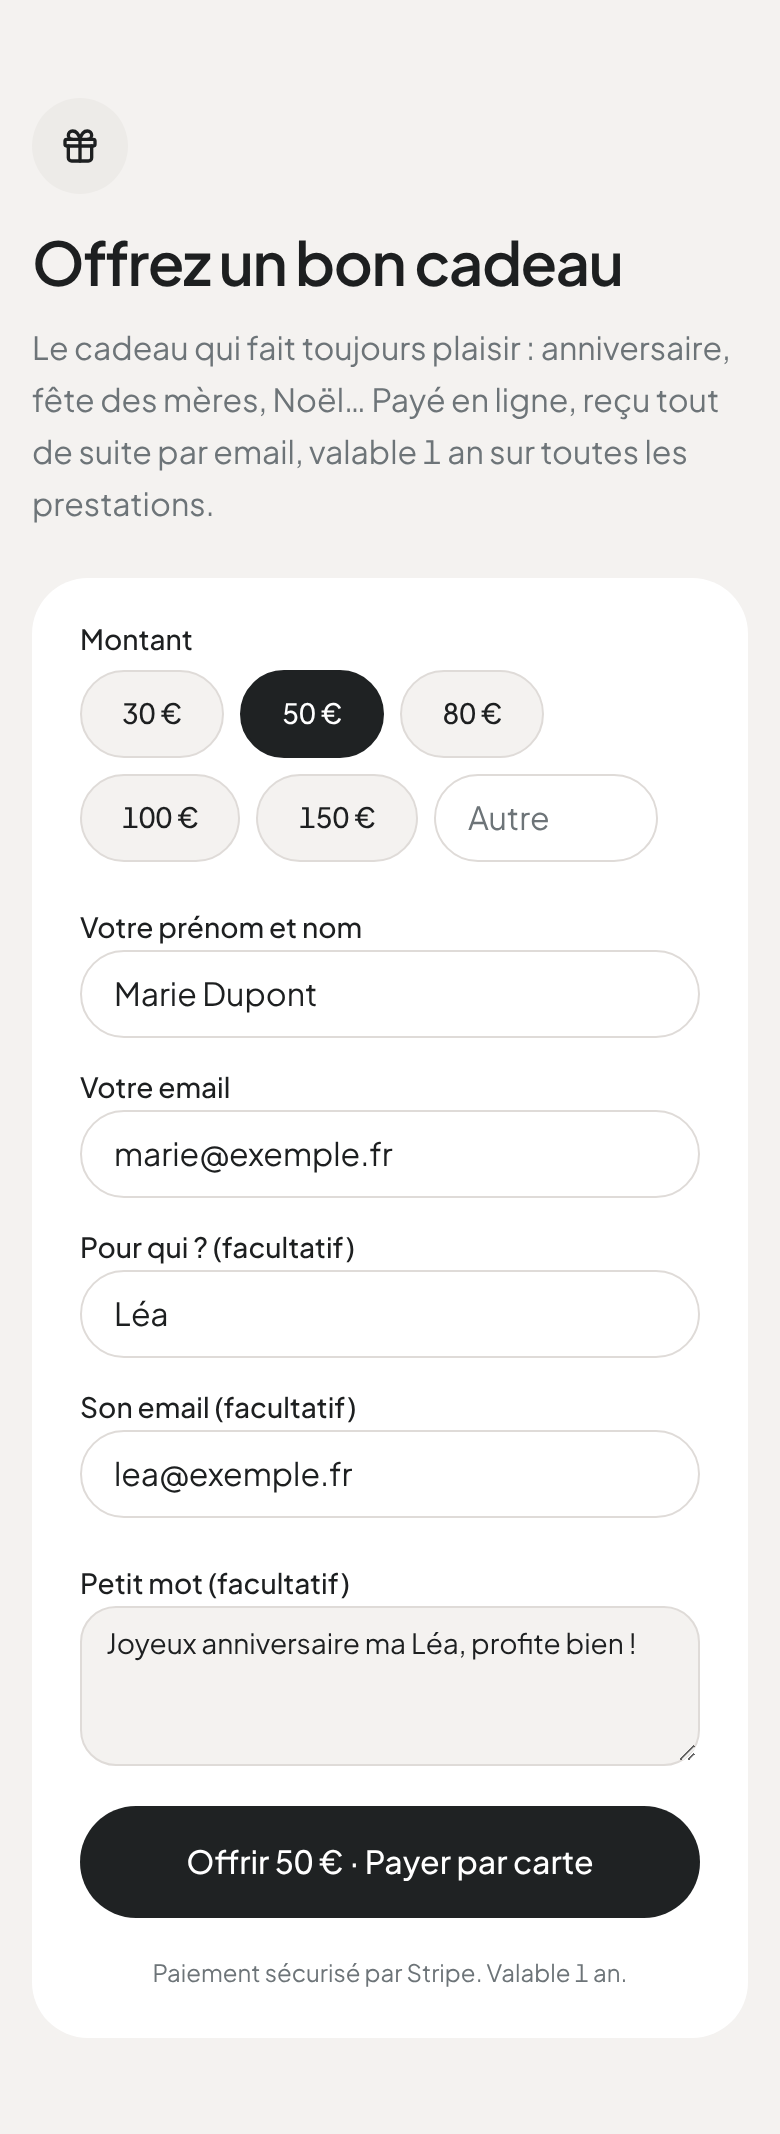 Offrez un bon cadeau
Le cadeau qui fait toujours plaisir : anniversaire,
fête des mères, Noël… Payé en ligne, reçu tout
de suite par email, valable 1 an sur toutes les
prestations.
Montant
30 €
50 €
80 €
100 €
150 €
Autre
Votre prénom et nom
Marie Dupont
Votre email
marie@exemple.fr
Pour qui ? (facultatif)
Léa
Son email (facultatif)
lea@exemple.fr
Petit mot (facultatif)
Joyeux anniversaire ma Léa, profite bien !
Offrir 50 € · Payer par carte
Paiement sécurisé par Stripe. Valable 1 an.